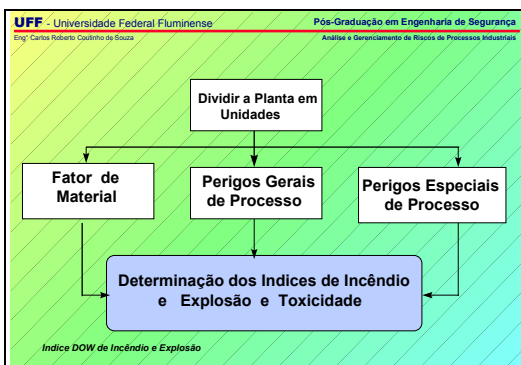 UFF - Universidade Federal Fluminense
Pós-Graduação em Engenharia de Segurança
Eng° Carlos Roberto Coutinho de Souza
Análise e Gerenciamento de Riscos de Processos Industriais
Dividir a Planta em
Unidades
Fator de
Material
Perigos Gerais
de Processo
Perigos Especiais
de Processo
Determinação dos Indices de Incêndio
e Explosão e Toxicidade
Indice DOW de Incêndio e Explosão